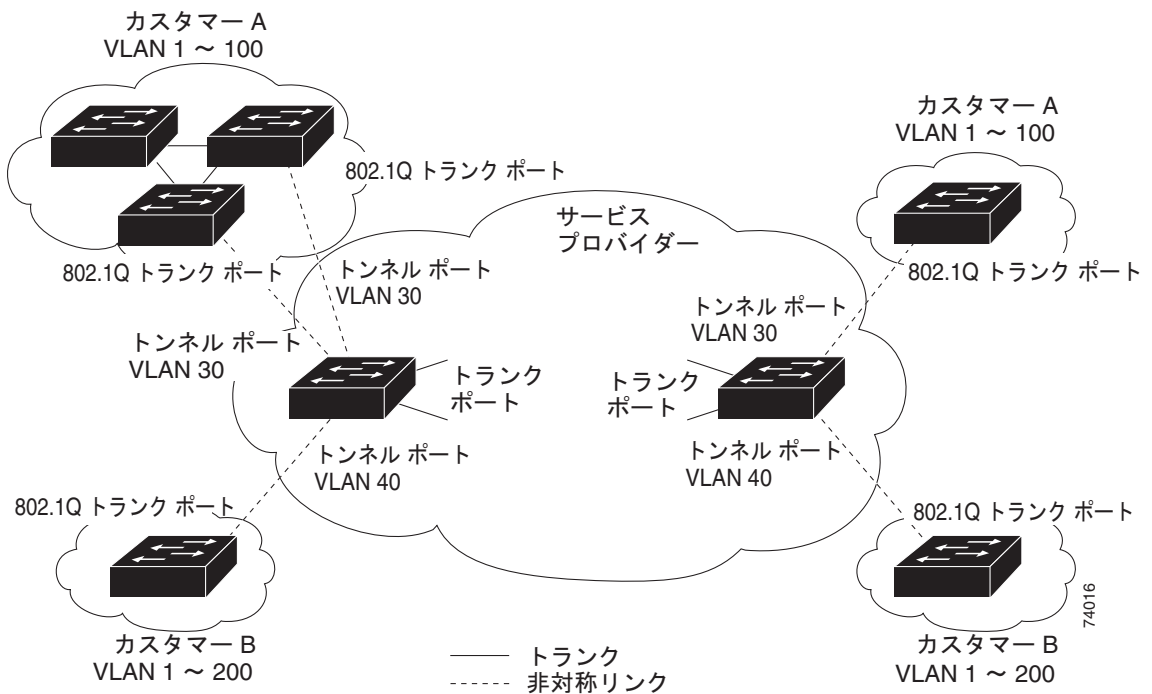 カスタマー A
VLAN 1 ～ 100
カスタマー A
VLAN 1 ～ 100
802.1Q トランク ポート
サービス
プロバイダー
802.1Q トランク ポート
トンネル ポート
VLAN 30
802.1Q トランク ポート
トンネル ポート
VLAN 30
トンネル ポート
VLAN 30
トランク
ポート
トランク
ポート
トンネル ポート
VLAN 40
トンネル ポート
VLAN 40
802.1Q トランク ポート
802.1Q トランク ポート
カスタマー B
VLAN 1 ～ 200
カスタマー B
VLAN 1 ～ 200
74016
トランク
非対称リンク